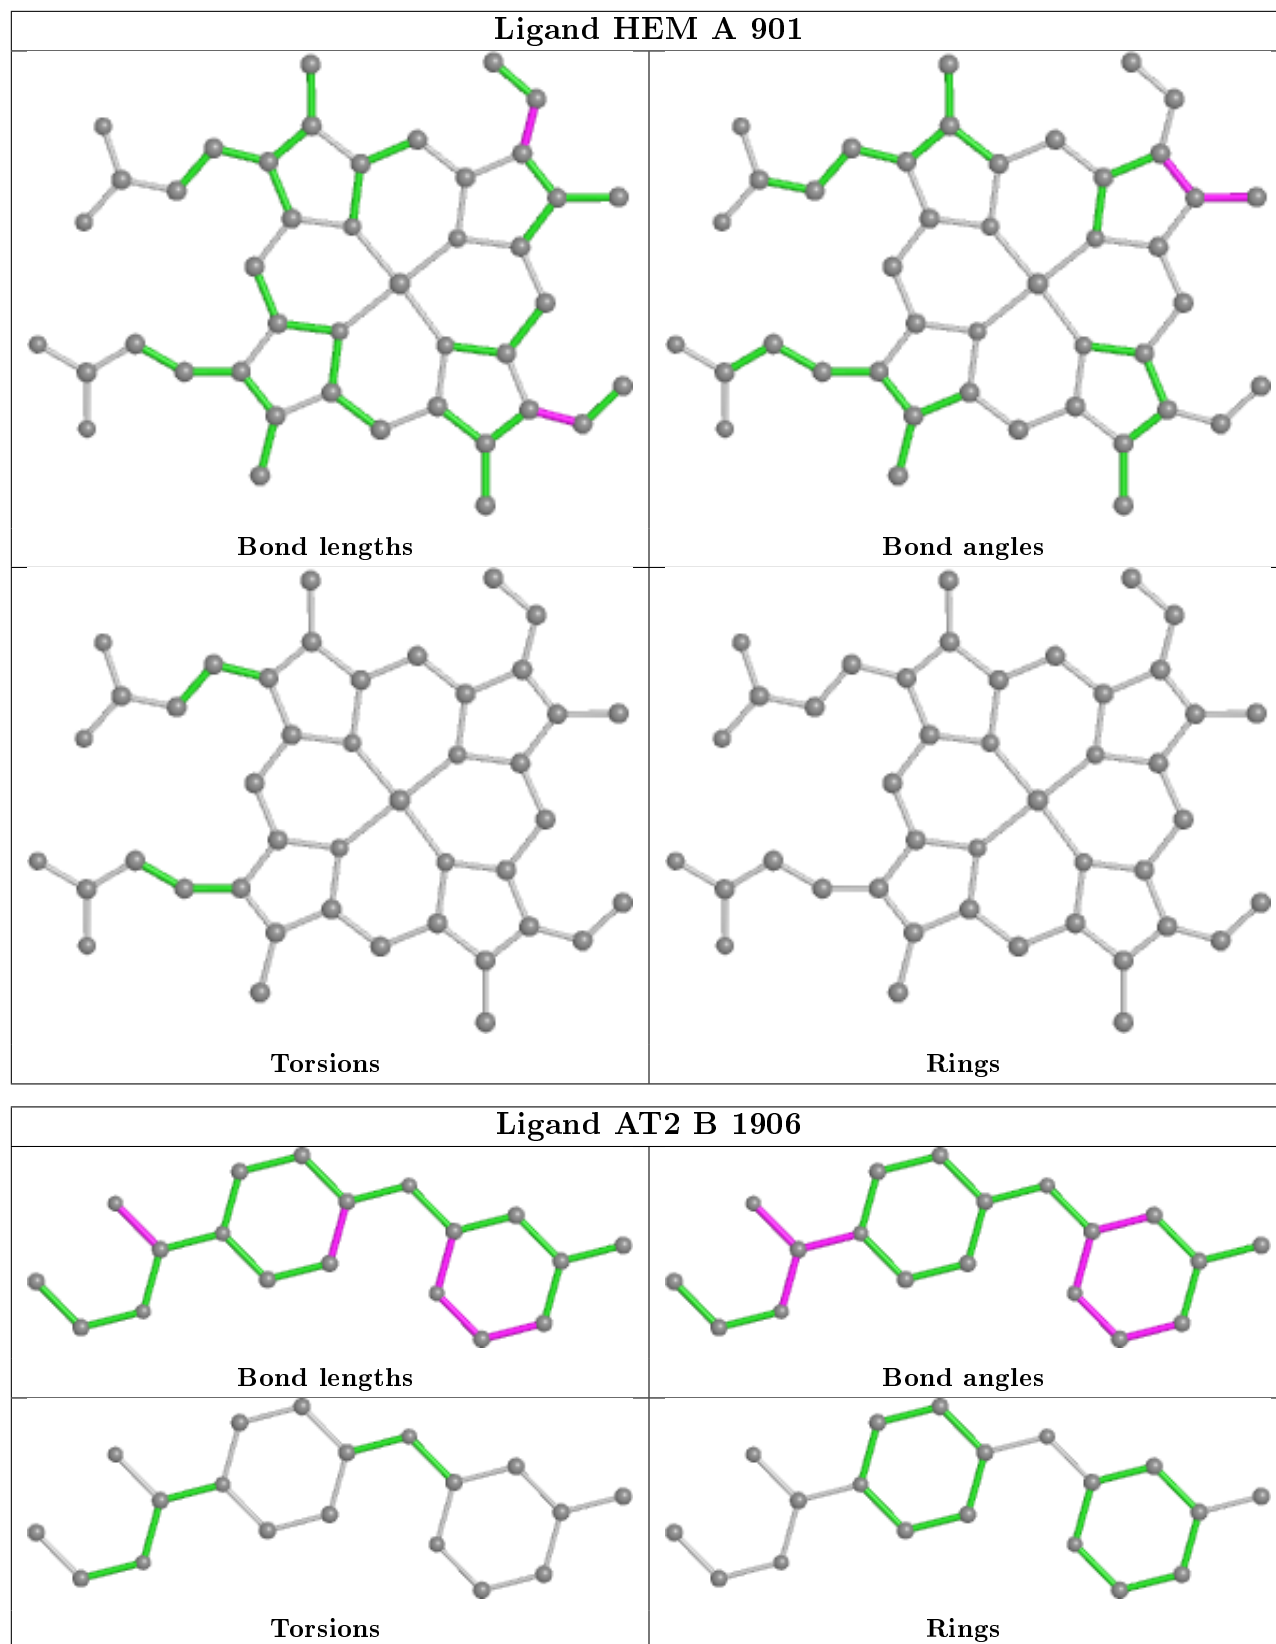 Ligand HEM A 901
Bond lengths
Bond angles
Torsions
Rings
Ligand AT2 B 1906
Bond lengths
Bond angles
Torsions
Rings